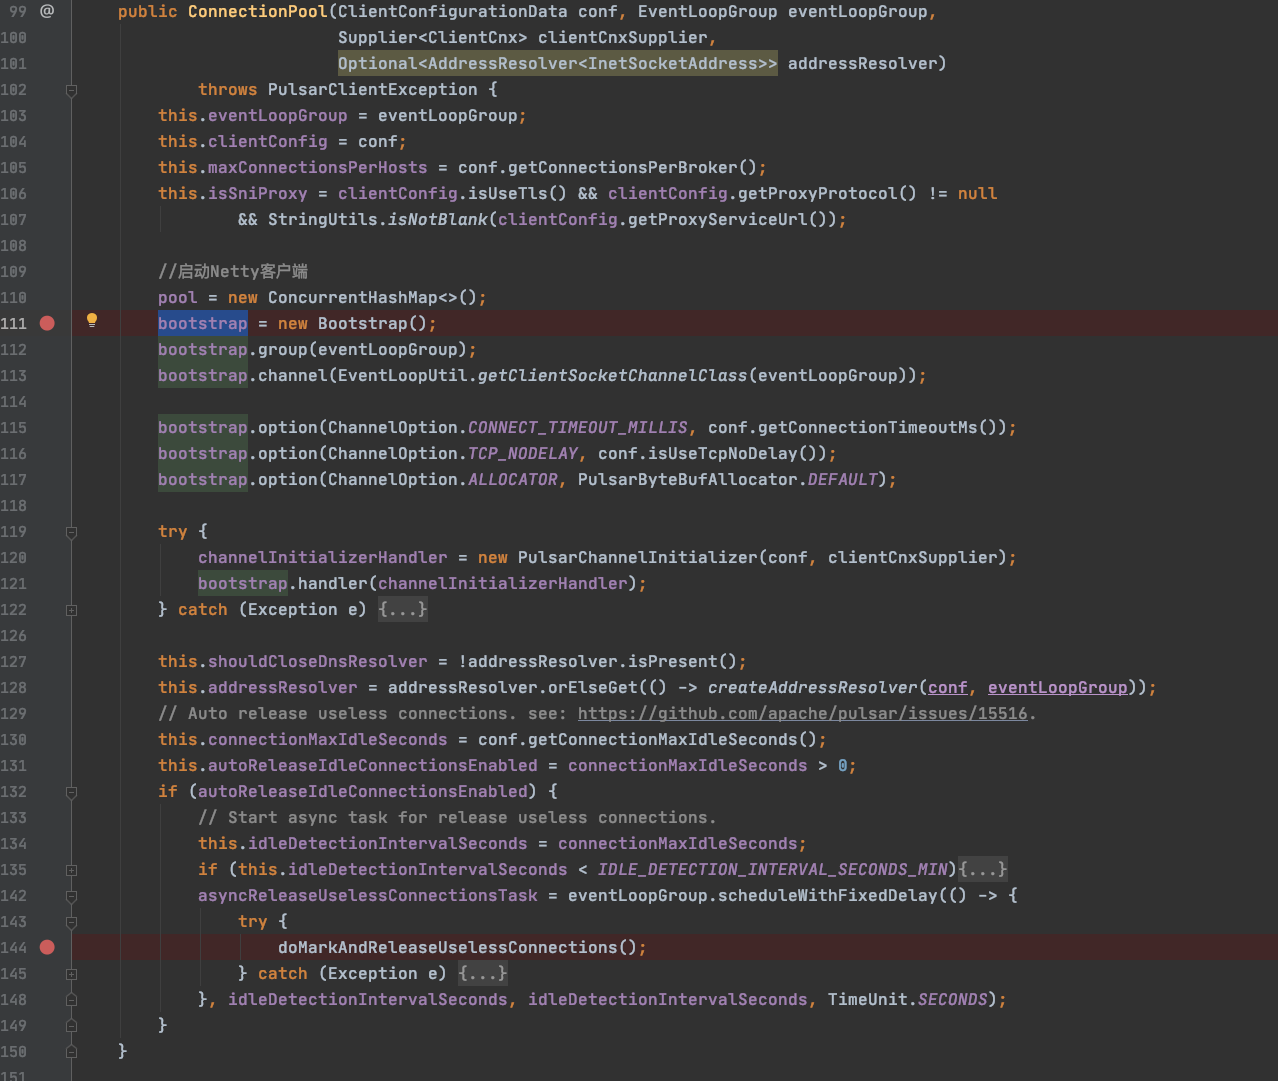 99 @ public ConnectionPool(ClientConfigurationData conf, EventLoopGroup eventLoopGroup,
100 Supplier<ClientCnx> clientCnxSupplier,
101 Optional<AddressResolver<InetSocketAddress>> addressResolver)
102 throws PulsarClientException {
103 this.eventLoopGroup = eventLoopGroup;
104 this.clientConfig = conf;
105 this.maxConnectionsPerHosts = conf.getConnectionsPerBroker();
106 this.isSniProxy = clientConfig.isUseTls() && clientConfig.getProxyProtocol() != null
107 && StringUtils.isNotBlank(clientConfig.getProxyServiceUrl());
108
109 //启动Netty客户端
110 pool = new ConcurrentHashMap<>();
111 bootstrap = new Bootstrap();
112 bootstrap.group(eventLoopGroup);
113 bootstrap.channel(EventLoopUtil.getClientSocketChannelClass(eventLoopGroup));
114
115 bootstrap.option(ChannelOption.CONNECT_TIMEOUT_MILLIS, conf.getConnectionTimeoutMs());
116 bootstrap.option(ChannelOption.TCP_NODELAY, conf.isUseTcpNoDelay());
117 bootstrap.option(ChannelOption.ALLOCATOR, PulsarByteBufAllocator.DEFAULT);
118
119 try {
120 channelInitializerHandler = new PulsarChannelInitializer(conf, clientCnxSupplier);
121 bootstrap.handler(channelInitializerHandler);
122 } catch (Exception e) {...}
126
127 this.shouldCloseDnsResolver = !addressResolver.isPresent();
128 this.addressResolver = addressResolver.orElseGet(() -> createAddressResolver(conf, eventLoopGroup));
129 // Auto release useless connections. see: https://github.com/apache/pulsar/issues/15516.
130 this.connectionMaxIdleSeconds = conf.getConnectionMaxIdleSeconds();
131 this.autoReleaseIdleConnectionsEnabled = connectionMaxIdleSeconds > 0;
132 if (autoReleaseIdleConnectionsEnabled) {
133 // Start async task for release useless connections.
134 this.idleDetectionIntervalSeconds = connectionMaxIdleSeconds;
135 if (this.idleDetectionIntervalSeconds < IDLE_DETECTION_INTERVAL_SECONDS_MIN){...}
142 asyncReleaseUselessConnectionsTask = eventLoopGroup.scheduleWithFixedDelay(() -> {
143 try {
144 doMarkAndReleaseUselessConnections();
145 } catch (Exception e) {...}
148 }, idleDetectionIntervalSeconds, idleDetectionIntervalSeconds, TimeUnit.SECONDS);
149 }
150 }
151